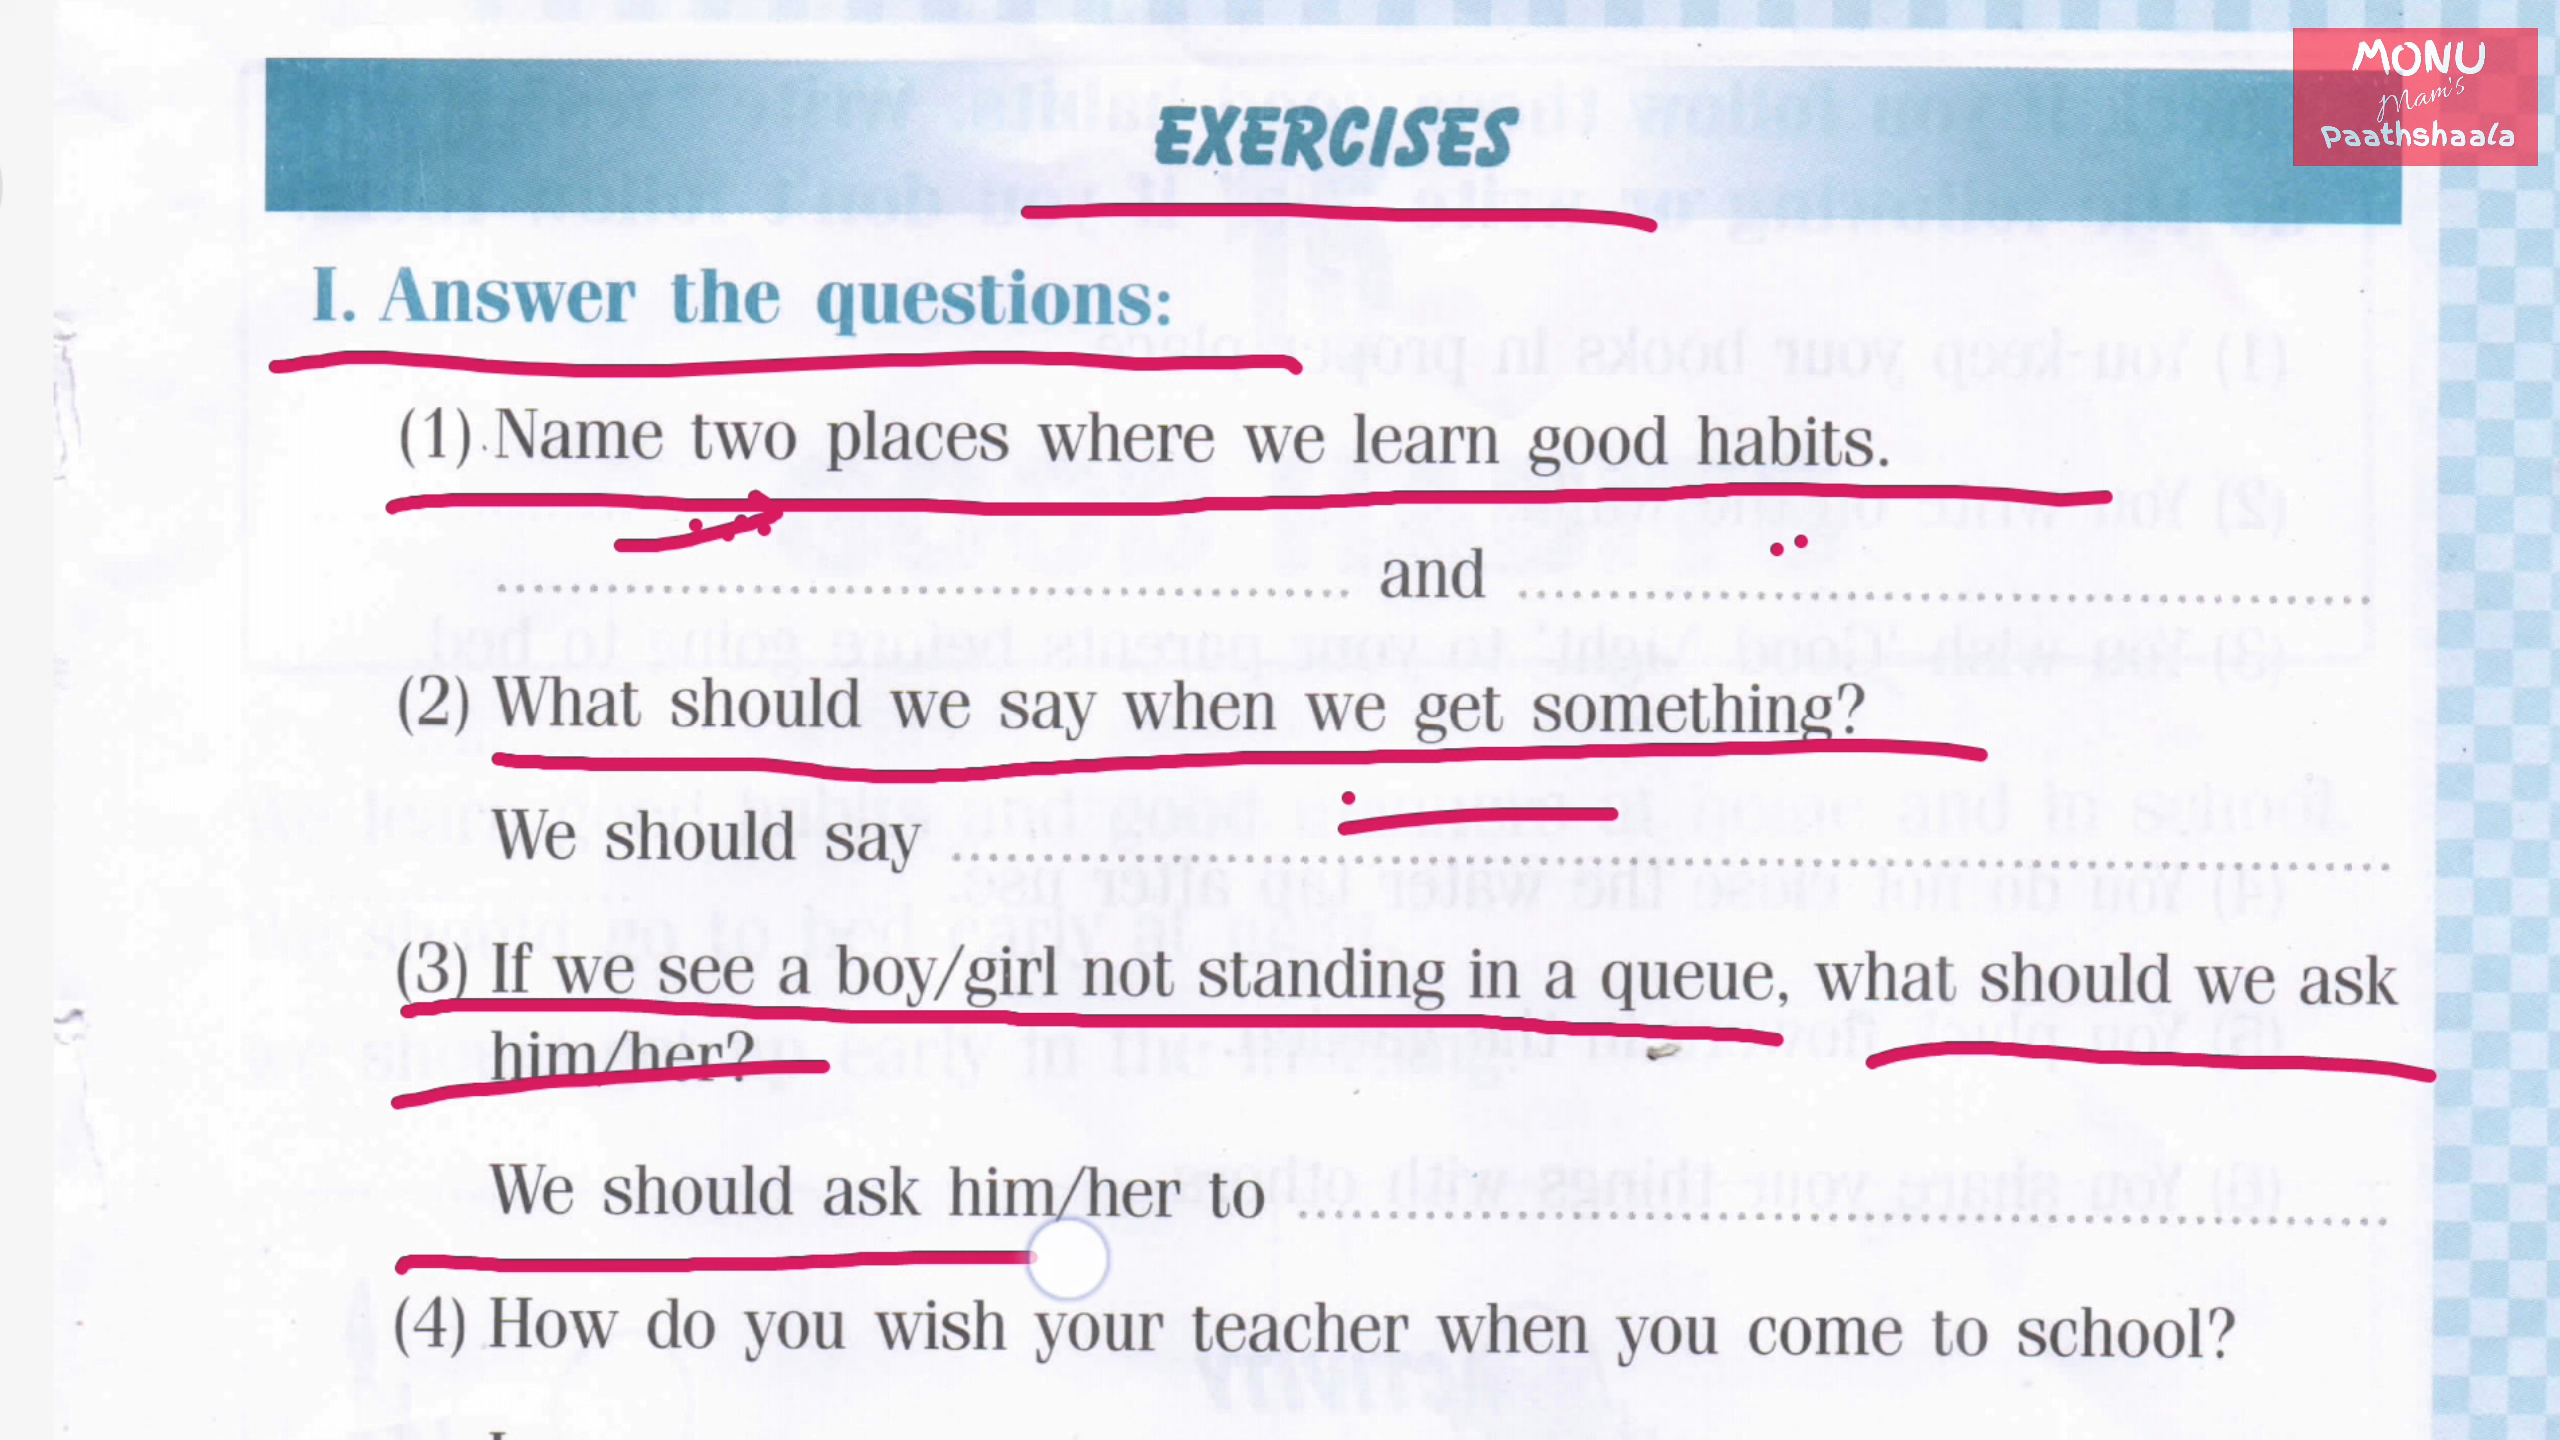 MONU
Mam's
Paathshaala
EXERCISES
I. Answer the questions:
(1) Name two places where we learn good habits.
and
(2) What should we say when we get something?
We should say
(3) If we see a boy/girl not standing in a queue, what should we ask
him/her?
We should ask him/her to
(4) How do you wish your teacher when you come to school?